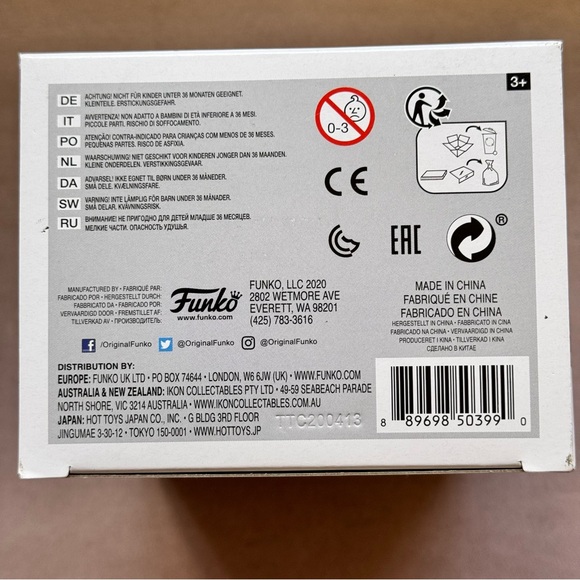 3+
DE ACHTUNG! NICHT FÜR KINDER UNTER 36 MONATEN GEEIGNET.
KLEINTEILE. ERSTICKUNGSGEFAHR.
IT AVVERTENZA! NON ADATTO A BAMBINI DI ETÀ INFERIORE A 36 MESI.
PICCOLE PARTI. RISCHIO DI SOFFOCAMENTO.
PO ATENÇÃO! CONTRA-INDICADO PARA CRIANÇAS COM MENOS DE 36 MESES.
PEQUENAS PARTES. RISCO DE ASFIXIA.
NL WAARSCHUWING! NIET GESCHIKT VOOR KINDEREN JONGER DAN 36 MAANDEN.
KLEINE ONDERDELEN. VERSTIKKINGSGEVAAR.
DA ADVARSEL! IKKE EGNET TIL BØRN UNDER 36 MÅNEDER.
SMÅ DELE. KVÆLNINGSFARE.
SW VARNING! INTE LÄMPLIG FÖR BARN UNDER 36 MÅNADER.
SMÅ DELAR. KVÄVNINGSRISK.
RU ВНИМАНИЕ! НЕ ПРИГОДНО ДЛЯ ДЕТЕЙ МЛАДШЕ 36 МЕСЯЦЕВ.
МЕЛКИЕ ЧАСТИ. ОПАСНОСТЬ УДУШЬЯ.
0-3
CE
EAC
®
MANUFACTURED BY • FABRIQUÉ PAR:
FABRICADO POR • HERGESTELLT DURCH:
FABBRICATO DA • FABRICADO POR:
VERVAARDIGD DOOR • FREMSTILLET AF:
TILLVERKAD AV • ПРОИЗВОДИТЕЛЬ:
Funko
www.funko.com
FUNKO, LLC 2020
2802 WETMORE AVE
EVERETT, WA 98201
(425) 783-3616
MADE IN CHINA
FABRIQUÉ EN CHINE
FABRICADO EN CHINA
HERGESTELLT IN CHINA • FABBRICATO IN CINA
FABRICADO NA CHINA • VERVAARDIGD IN CHINA
PRODUCERET I KINA • TILLVERKAD I KINA
СДЕЛАНО В КИТАЕ
f /OriginalFunko @OriginalFunko @OriginalFunko
DISTRIBUTION BY:
EUROPE: FUNKO UK LTD • PO BOX 74644 • LONDON, W6 6JW (UK) • WWW.FUNKO.COM
AUSTRALIA & NEW ZEALAND: IKON COLLECTABLES PTY LTD • 49-59 SEABEACH PARADE
NORTH SHORE, VIC 3214 AUSTRALIA • WWW.IKONCOLLECTABLES.COM.AU
JAPAN: HOT TOYS JAPAN CO., INC • G BLDG 3RD FLOOR
JINGUMAE 3-30-12 • TOKYO 150-0001 • WWW.HOTTOYS.JP
TTC200413
8 89698 50399 0